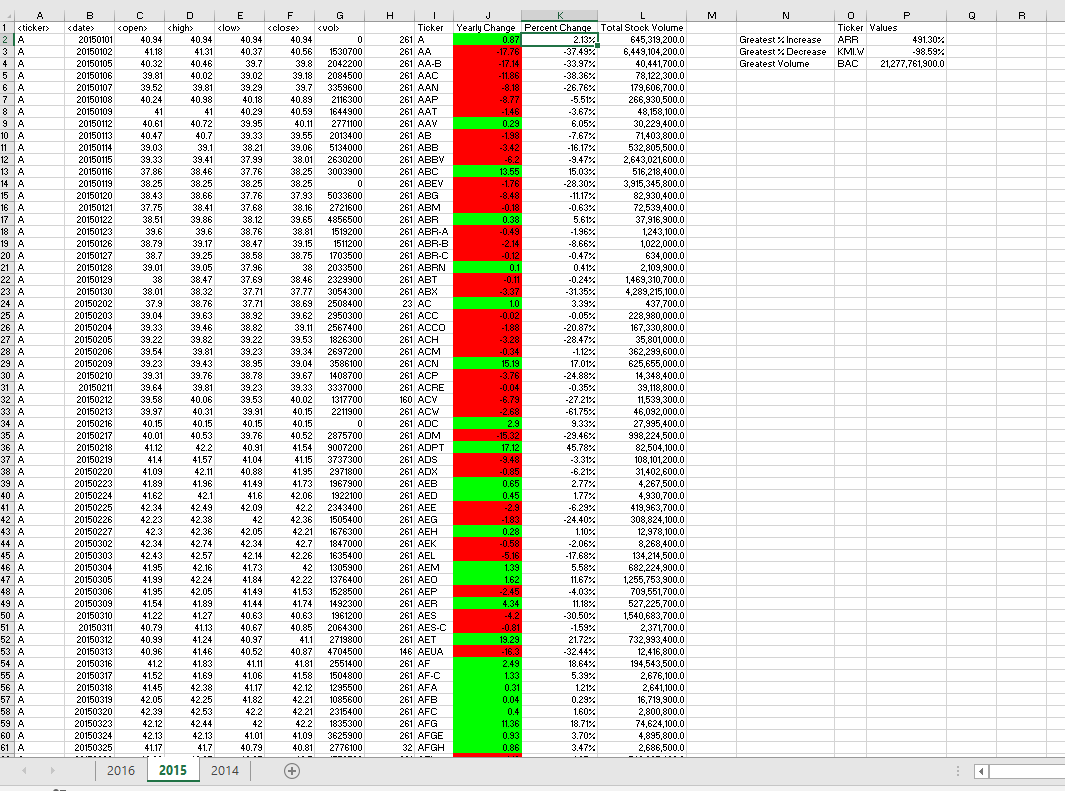 A B C D E F G H I J K L M N O P Q R
1 <ticker> <date> <open> <high> <low> <close> <vol> Ticker Yearly Change Percent Change Total Stock Volume Ticker Values
2 A 20150101 40.94 40.94 40.94 40.94 0 261 A 0.87 2.13% 645,319,200.0 Greatest % Increase ARR 491.30%
3 A 20150102 41.18 41.31 40.37 40.56 1530700 261 AA -17.76 -37.49% 6,449,104,200.0 Greatest % Decrease KMI.W -98.59%
4 A 20150105 40.32 40.46 39.7 39.8 2042200 261 AA-B -17.14 -33.97% 40,441,700.0 Greatest Volume BAC 21,277,761,900.0
5 A 20150106 39.81 40.02 39.02 39.18 2084500 261 AAC -11.86 -38.36% 78,122,300.0
6 A 20150107 39.52 39.81 39.29 39.7 3359600 261 AAN -8.18 -26.76% 179,606,700.0
7 A 20150108 40.24 40.98 40.18 40.89 2116300 261 AAP -8.77 -5.51% 266,930,500.0
8 A 20150109 41 41 40.29 40.59 1644900 261 AAT -1.46 -3.67% 48,158,100.0
9 A 20150112 40.61 40.72 39.95 40.11 2771100 261 AAV 0.29 6.05% 30,229,400.0
10 A 20150113 40.47 40.7 39.33 39.55 2013400 261 AB -1.98 -7.67% 71,403,800.0
11 A 20150114 39.03 39.1 38.21 39.06 5134000 261 ABB -3.42 -16.17% 532,805,500.0
12 A 20150115 39.33 39.41 37.99 38.01 2630200 261 ABBV -6.2 -9.47% 2,643,021,600.0
13 A 20150116 37.86 38.46 37.76 38.25 3003900 261 ABC 13.55 15.03% 516,218,400.0
14 A 20150119 38.25 38.25 38.25 38.25 0 261 ABEV -1.76 -28.30% 3,915,345,800.0
15 A 20150120 38.43 38.66 37.76 37.93 5033600 261 ABG -8.48 -11.17% 82,930,400.0
16 A 20150121 37.75 38.41 37.68 38.16 2721600 261 ABM -0.18 -0.63% 72,539,400.0
17 A 20150122 38.51 39.86 38.12 39.65 4856500 261 ABR 0.38 5.61% 37,916,900.0
18 A 20150123 39.6 39.6 38.76 38.81 1519200 261 ABR-A -0.49 -1.96% 1,243,100.0
19 A 20150126 38.79 39.17 38.47 39.15 1511200 261 ABR-B -2.14 -8.66% 1,022,000.0
20 A 20150127 38.7 39.25 38.58 38.75 1703500 261 ABR-C -0.12 -0.47% 634,000.0
21 A 20150128 39.01 39.05 37.96 38 2033500 261 ABRN 0.1 0.41% 2,109,900.0
22 A 20150129 38 38.47 37.69 38.46 2329300 261 ABT -0.11 -0.24% 1,469,310,700.0
23 A 20150130 38.01 38.32 37.71 37.77 3054300 261 ABX -3.37 -31.35% 4,289,215,100.0
24 A 20150202 37.9 38.76 37.71 38.69 2508400 23 AC 1.0 3.39% 437,700.0
25 A 20150203 39.04 39.63 38.92 39.62 2950300 261 ACC -0.02 -0.05% 228,980,000.0
26 A 20150204 39.33 39.46 38.82 39.11 2567400 261 ACCO -1.88 -20.87% 167,330,800.0
27 A 20150205 39.22 39.82 39.22 39.53 1826300 261 ACH -3.28 -28.47% 35,801,000.0
28 A 20150206 39.54 39.81 39.23 39.34 2697200 261 ACM -0.34 -1.12% 362,299,600.0
29 A 20150209 39.23 39.43 38.95 39.04 3586100 261 ACN 15.19 17.01% 625,655,000.0
30 A 20150210 39.31 39.76 38.78 39.67 1408700 261 ACP -3.76 -24.88% 14,348,400.0
31 A 20150211 39.64 39.81 39.23 39.33 3337000 261 ACRE -0.04 -0.35% 39,118,800.0
32 A 20150212 39.58 40.06 39.53 40.02 1317700 160 ACV -6.79 -27.21% 11,539,300.0
33 A 20150213 39.97 40.31 39.91 40.15 2211900 261 ACW -2.68 -61.75% 46,092,000.0
34 A 20150216 40.15 40.15 40.15 40.15 0 261 ADC 2.9 9.33% 27,995,400.0
35 A 20150217 40.01 40.53 39.76 40.52 2875700 261 ADM -15.32 -29.46% 998,224,500.0
36 A 20150218 41.12 42.2 40.91 41.54 9007200 261 ADPT 17.12 45.78% 82,504,100.0
37 A 20150219 41.4 41.57 41.04 41.15 3737300 261 ADS -9.48 -3.31% 108,101,200.0
38 A 20150220 41.09 42.11 40.88 41.95 2971800 261 ADX -0.85 -6.21% 31,402,600.0
39 A 20150223 41.89 41.96 41.49 41.73 1967900 261 AEB 0.65 2.77% 4,267,500.0
40 A 20150224 41.62 42.1 41.6 42.06 1922100 261 AED 0.45 1.77% 4,930,700.0
41 A 20150225 42.34 42.49 42.09 42.2 2343400 261 AEE -2.9 -6.29% 419,963,700.0
42 A 20150226 42.23 42.38 42 42.36 1505400 261 AEG -1.83 -24.40% 308,824,100.0
43 A 20150227 42.3 42.36 42.05 42.21 1676300 261 AEH 0.28 1.10% 12,978,100.0
44 A 20150302 42.34 42.74 42.34 42.7 1847000 261 AEK -0.53 -2.06% 8,268,400.0
45 A 20150303 42.43 42.57 42.14 42.26 1635400 261 AEL -5.16 -17.68% 134,214,500.0
46 A 20150304 41.95 42.16 41.73 42 1305900 261 AEM 1.39 5.58% 682,224,900.0
47 A 20150305 41.99 42.24 41.84 42.22 1376400 261 AEO 1.62 11.67% 1,255,753,900.0
48 A 20150306 41.95 42.05 41.49 41.53 1528500 261 AEP -2.45 -4.03% 709,551,700.0
49 A 20150309 41.54 41.89 41.44 41.74 1492300 261 AER 4.34 11.18% 527,225,700.0
50 A 20150310 41.22 41.27 40.63 40.63 1961200 261 AES -4.2 -30.50% 1,540,683,700.0
51 A 20150311 40.79 41.13 40.67 40.85 2064300 261 AES-C -0.81 -1.59% 2,371,700.0
52 A 20150312 40.99 41.24 40.97 41.1 2719800 261 AET 19.29 21.72% 732,993,400.0
53 A 20150313 40.96 41.46 40.52 40.87 4704500 146 AEUA -16.3 -32.44% 12,416,800.0
54 A 20150316 41.2 41.83 41.11 41.81 2551400 261 AF 2.49 18.64% 194,543,500.0
55 A 20150317 41.52 41.69 41.06 41.58 1504800 261 AF-C 1.33 5.39% 2,676,100.0
56 A 20150318 41.45 42.38 41.17 42.12 1295500 261 AFA 0.31 1.21% 2,641,100.0
57 A 20150319 42.05 42.25 41.82 42.21 1085600 261 AFB 0.04 0.29% 16,719,900.0
58 A 20150320 42.39 42.53 42.2 42.21 2315400 261 AFC 0.4 1.60% 2,800,800.0
59 A 20150323 42.12 42.44 42 42.2 1835300 261 AFG 11.36 18.71% 74,624,100.0
60 A 20150324 42.13 42.13 41.01 41.09 3625900 261 AFGE 0.93 3.70% 4,895,800.0
61 A 20150325 41.17 41.7 40.79 40.81 2776100 32 AFGH 0.86 3.47% 2,686,500.0
2016 2015 2014